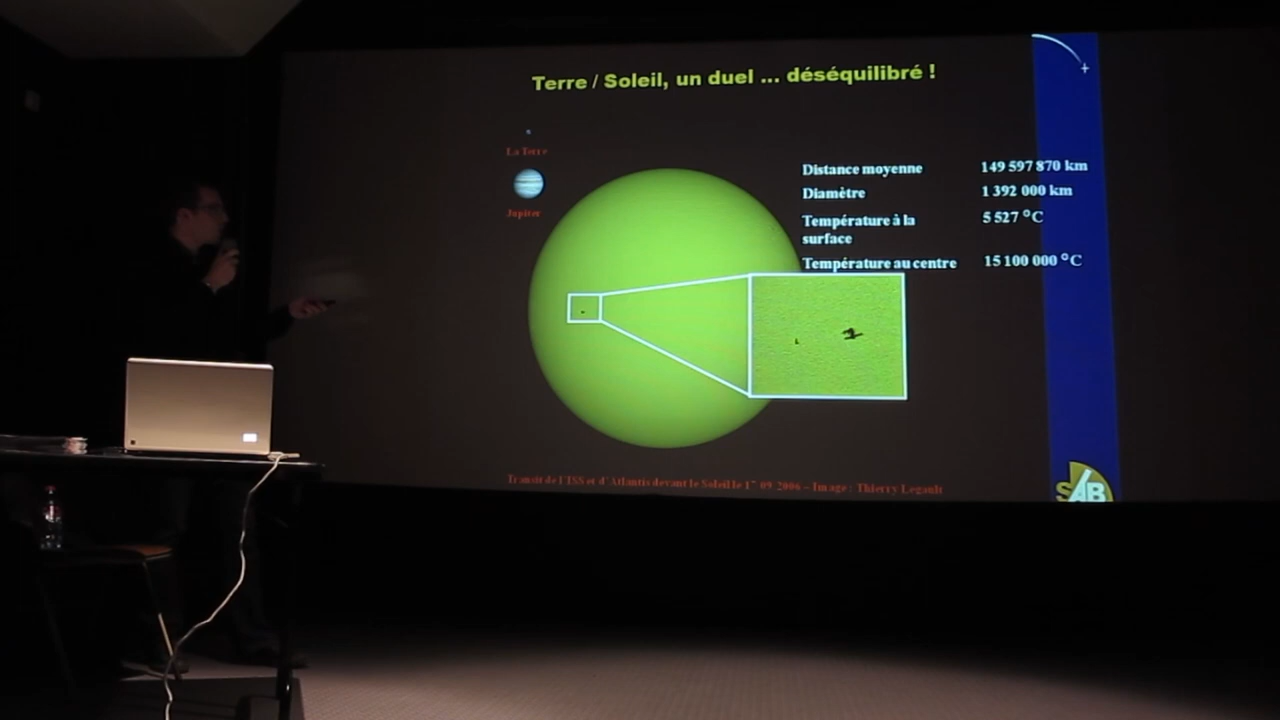 Terre / Soleil, un duel ... déséquilibré !
La Terre
Jupiter
Distance moyenne 149 597 870 km
Diamètre 1 392 000 km
Température à la surface 5 527 °C
Température au centre 15 100 000 °C
Transit de l'ISS et d'Atlantis devant le Soleil le 17 09 2006 – Image : Thierry Legault
SAB